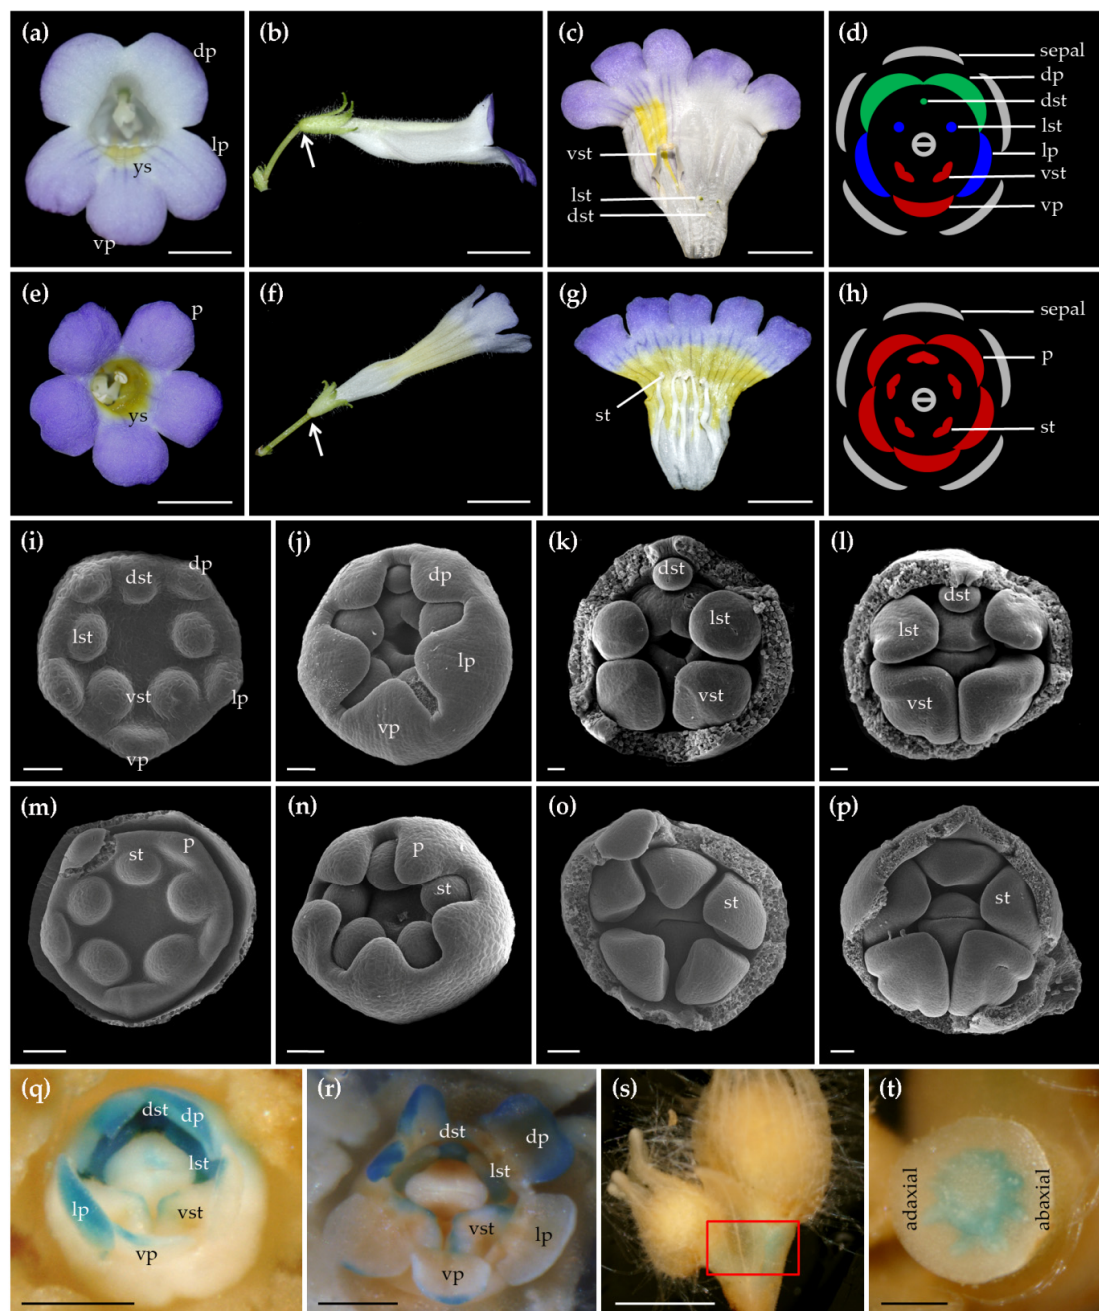 (a)
dp
lp
ys
vp
(b)
(c)
vst
lst
dst
(d)
sepal
dp
dst
lst
lp
vst
vp
(e)
p
ys
(f)
(g)
st
(h)
sepal
p
st
(i)
dp
dst
lst
vst
lp
vp
(j)
dp
lp
vp
(k)
dst
lst
vst
(l)
dst
lst
vst
(m)
st
p
(n)
p
st
(o)
st
(p)
st
(q)
dst
dp
lst
lp
vst
vp
(r)
dst
dp
lst
vst
lp
vp
(s)
(t)
adaxial
abaxial